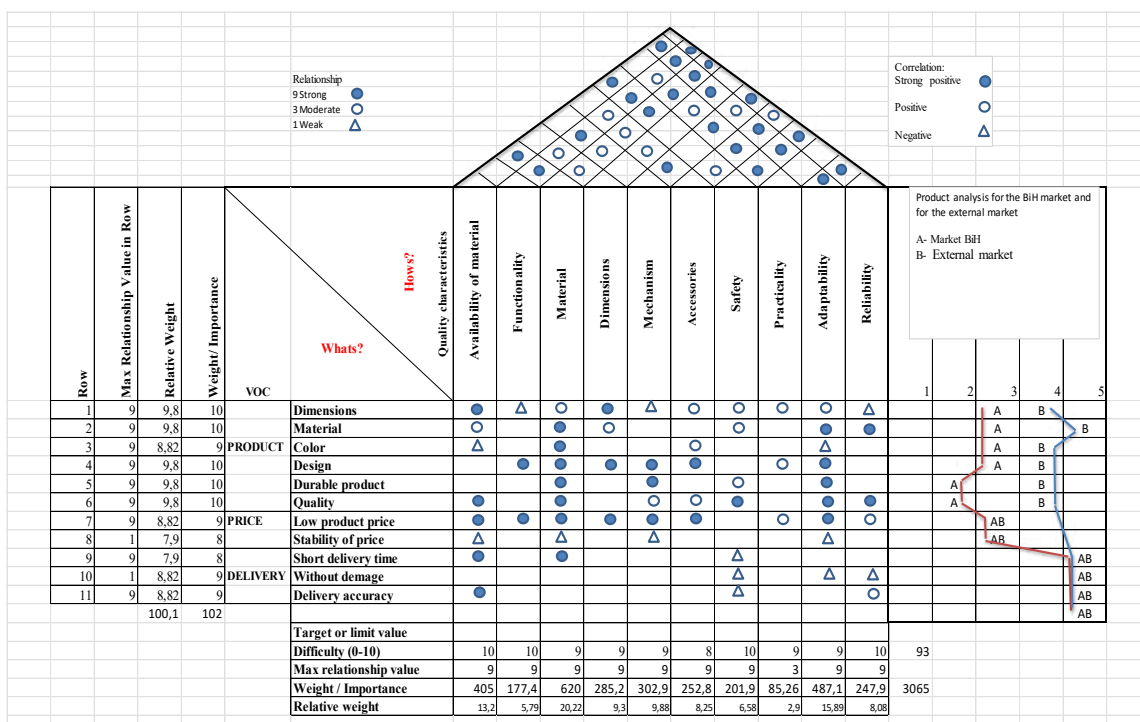 Relationship
9 Strong
3 Moderate
1 Weak
Correlation:
Strong positive
Positive
Negative
Product analysis for the BiH market and
for the external market
A- Market BiH
B- External market
Row
Max Relationship Value in Row
Relative Weight
Weight/ Importance
VOC
Whats?
Hows?
Quality characteristics
Availability of material
Functionality
Material
Dimensions
Mechanism
Accessories
Safety
Practicality
Adaptability
Reliability
1 2 3 4 5
1 9 9,8 10 Dimensions A B
2 9 9,8 10 Material A B
3 9 8,82 9 PRODUCT Color A B
4 9 9,8 10 Design A B
5 9 9,8 10 Durable product A B
6 9 9,8 10 Quality A B
7 9 8,82 9 PRICE Low product price AB
8 1 7,9 8 Stability of price AB
9 9 7,9 8 Short delivery time AB
10 1 8,82 9 DELIVERY Without demage AB
11 9 8,82 9 Delivery accuracy AB
100,1 102 AB
Target or limit value
Difficulty (0-10) 10 10 9 9 9 8 10 9 9 10 93
Max relationship value 9 9 9 9 9 9 9 3 9 9
Weight / Importance 405 177,4 620 285,2 302,9 252,8 201,9 85,26 487,1 247,9 3065
Relative weight 13,2 5,79 20,22 9,3 9,88 8,25 6,58 2,9 15,89 8,08